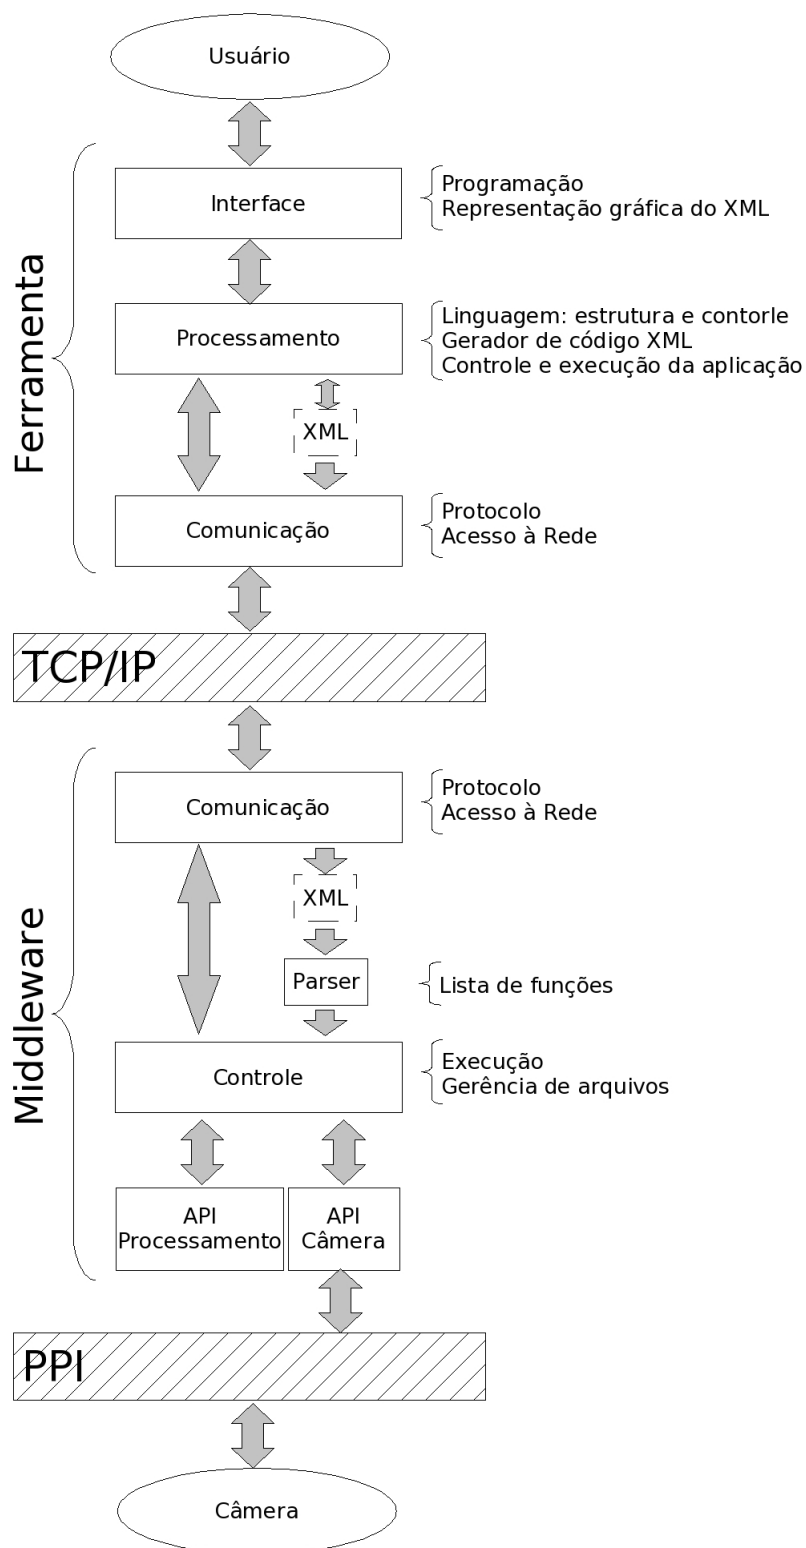 Usuário
Ferramenta
Interface
Programação
Representação gráfica do XML
Processamento
Linguagem: estrutura e contorle
Gerador de código XML
Controle e execução da aplicação
XML
Comunicação
Protocolo
Acesso à Rede
TCP/IP
Middleware
Comunicação
Protocolo
Acesso à Rede
XML
Parser
Lista de funções
Controle
Execução
Gerência de arquivos
API
Processamento
API
Câmera
PPI
Câmera